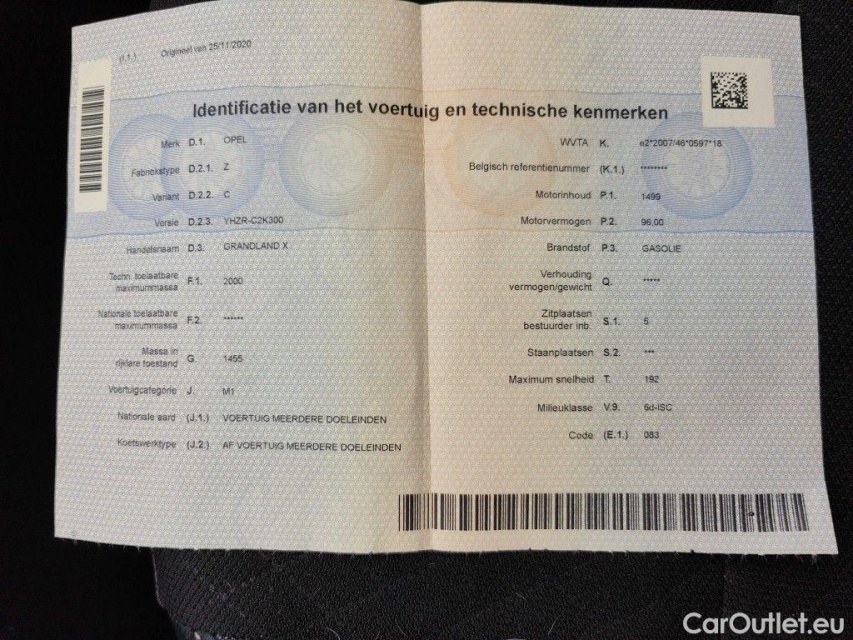 (I.1.) Origineel van 25/11/2020
Identificatie van het voertuig en technische kenmerken
Merk D.1. OPEL
Fabriekstype D.2.1. Z
Variant D.2.2. C
Versie D.2.3. YHZR-C2K300
Handelsnaam D.3. GRANDLAND X
Techn. toelaatbare
maximummassa F.1. 2000
Nationale toelaatbare
maximummassa F.2. ******
Massa in
rijklare toestand G. 1455
Voertuigcategorie J. M1
Nationale aard (J.1.) VOERTUIG MEERDERE DOELEINDEN
Koetswerktype (J.2.) AF VOERTUIG MEERDERE DOELEINDEN
WVTA K. e2*2007/46*0597*18
Belgisch referentienummer (K.1.) ********
Motorinhoud P.1. 1499
Motorvermogen P.2. 96,00
Brandstof P.3. GASOLIE
Verhouding
vermogen/gewicht Q. *****
Zitplaatsen
bestuurder inb. S.1. 5
Staanplaatsen S.2. ***
Maximum snelheid T. 192
Milieuklasse V.9. 6d-ISC
Code (E.1.) 083
CarOutlet.eu